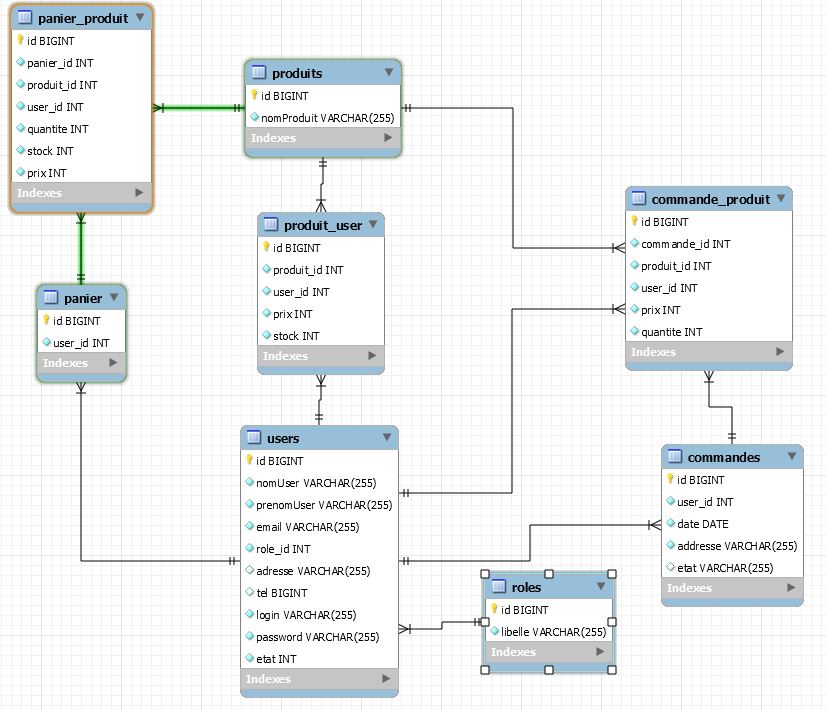 panier_produit
id BIGINT
panier_id INT
produit_id INT
user_id INT
quantite INT
stock INT
prix INT
Indexes
produits
id BIGINT
nomProduit VARCHAR(255)
Indexes
produit_user
id BIGINT
produit_id INT
user_id INT
prix INT
stock INT
Indexes
commande_produit
id BIGINT
commande_id INT
produit_id INT
user_id INT
prix INT
quantite INT
Indexes
panier
id BIGINT
user_id INT
Indexes
users
id BIGINT
nomUser VARCHAR(255)
prenomUser VARCHAR(255)
email VARCHAR(255)
role_id INT
adresse VARCHAR(255)
tel BIGINT
login VARCHAR(255)
password VARCHAR(255)
etat INT
Indexes
commandes
id BIGINT
user_id INT
date DATE
addresse VARCHAR(255)
etat VARCHAR(255)
Indexes
roles
id BIGINT
libelle VARCHAR(255)
Indexes